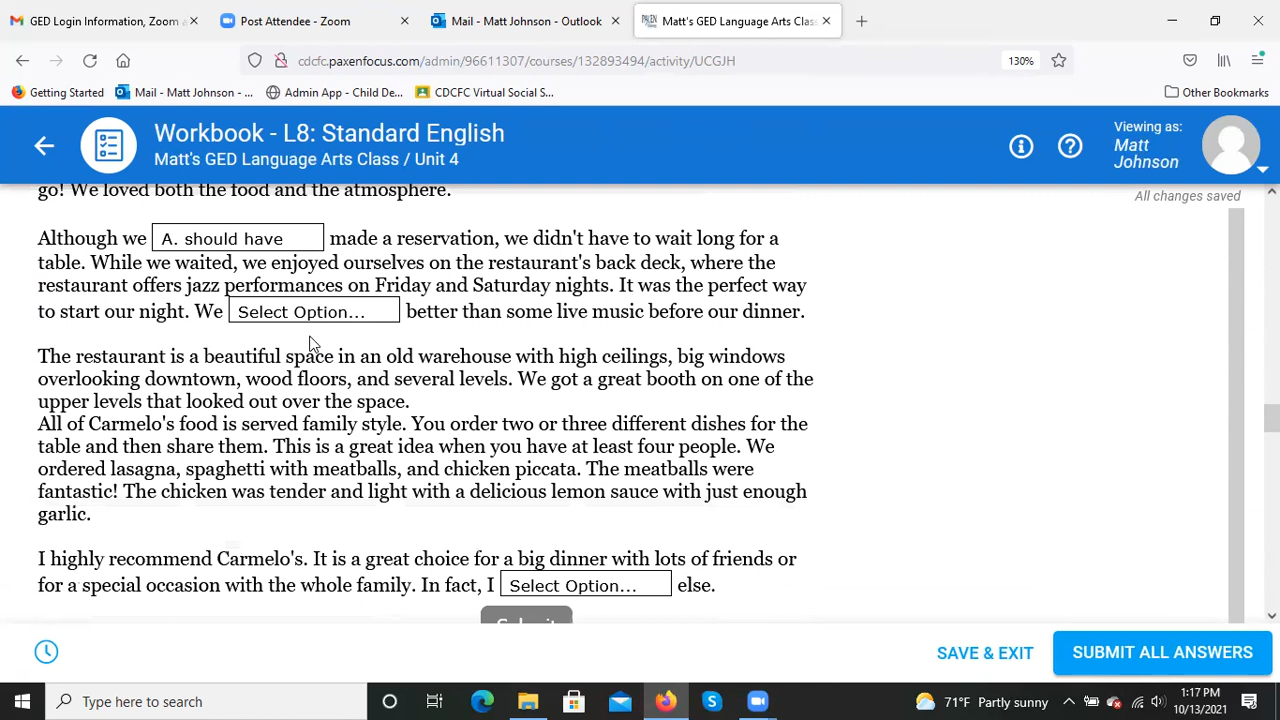 GED Login Information, Zoom a
Post Attendee - Zoom
Mail - Matt Johnson - Outlook
PAXEN
Matt's GED Language Arts Clas
cdcfc.paxenfocus.com/admin/96611307/courses/132893494/activity/UCGJH
130%
Getting Started
Mail - Matt Johnson - ...
Admin App - Child De...
CDCFC Virtual Social S...
Other Bookmarks
Workbook - L8: Standard English
Matt's GED Language Arts Class / Unit 4
Viewing as:
Matt
Johnson
All changes saved
go! We loved both the food and the atmosphere.
Although we A. should have made a reservation, we didn't have to wait long for a
table. While we waited, we enjoyed ourselves on the restaurant's back deck, where the
restaurant offers jazz performances on Friday and Saturday nights. It was the perfect way
to start our night. We Select Option... better than some live music before our dinner.
The restaurant is a beautiful space in an old warehouse with high ceilings, big windows
overlooking downtown, wood floors, and several levels. We got a great booth on one of the
upper levels that looked out over the space.
All of Carmelo's food is served family style. You order two or three different dishes for the
table and then share them. This is a great idea when you have at least four people. We
ordered lasagna, spaghetti with meatballs, and chicken piccata. The meatballs were
fantastic! The chicken was tender and light with a delicious lemon sauce with just enough
garlic.
I highly recommend Carmelo's. It is a great choice for a big dinner with lots of friends or
for a special occasion with the whole family. In fact, I Select Option... else.
Submit
SAVE & EXIT
SUBMIT ALL ANSWERS
Type here to search
71°F Partly sunny
1:17 PM
10/13/2021